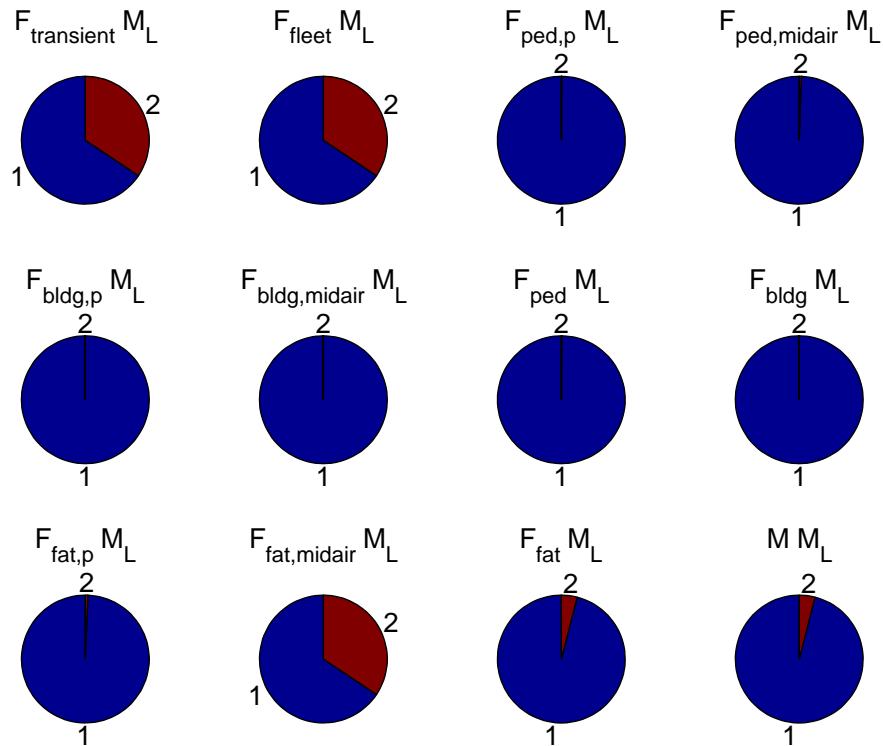 F_transient M_L
F_fleet M_L
F_ped,p M_L
F_ped,midair M_L
2
2
2
2
1
1
1
1
F_bldg,p M_L
F_bldg,midair M_L
F_ped M_L
F_bldg M_L
2
2
2
2
1
1
1
1
F_fat,p M_L
F_fat,midair M_L
F_fat M_L
M M_L
2
2
2
2
1
1
1
1